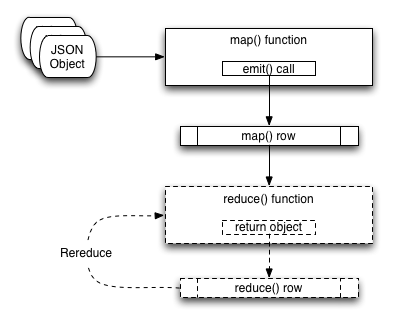 JSON
Object
map() function
emit() call
map() row
reduce() function
return object
Rereduce
reduce() row